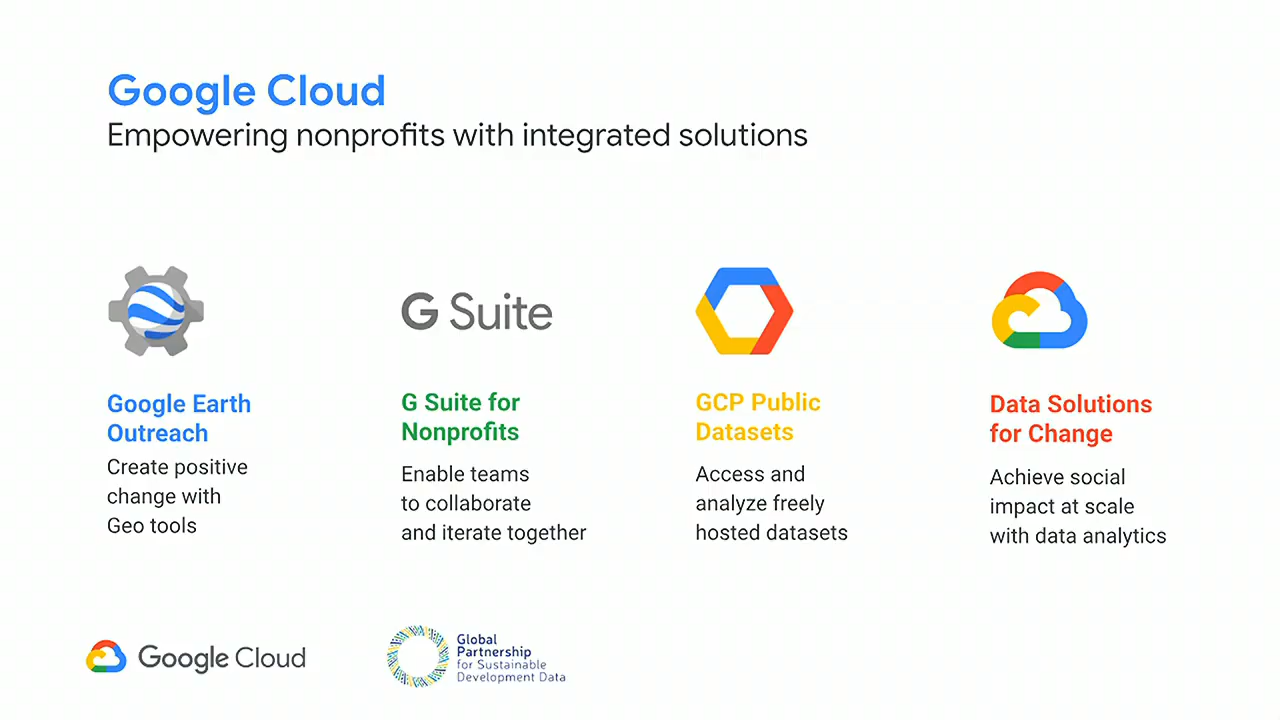 Google Cloud
Empowering nonprofits with integrated solutions
G Suite
Google Earth
Outreach
Create positive
change with
Geo tools
G Suite for
Nonprofits
Enable teams
to collaborate
and iterate together
GCP Public
Datasets
Access and
analyze freely
hosted datasets
Data Solutions
for Change
Achieve social
impact at scale
with data analytics
Google Cloud
Global
Partnership
for Sustainable
Development Data